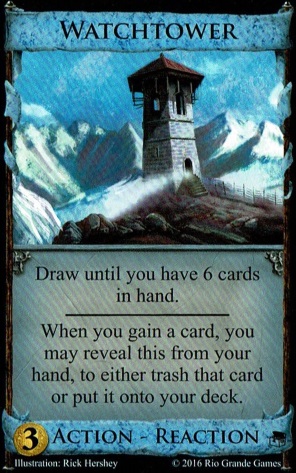 WATCHTOWER
Draw until you have 6 cards
in hand.
When you gain a card, you
may reveal this from your
hand, to either trash that card
or put it onto your deck.
3 ACTION - REACTION
Illustration: Rick Hershey © 2016 Rio Grande Games